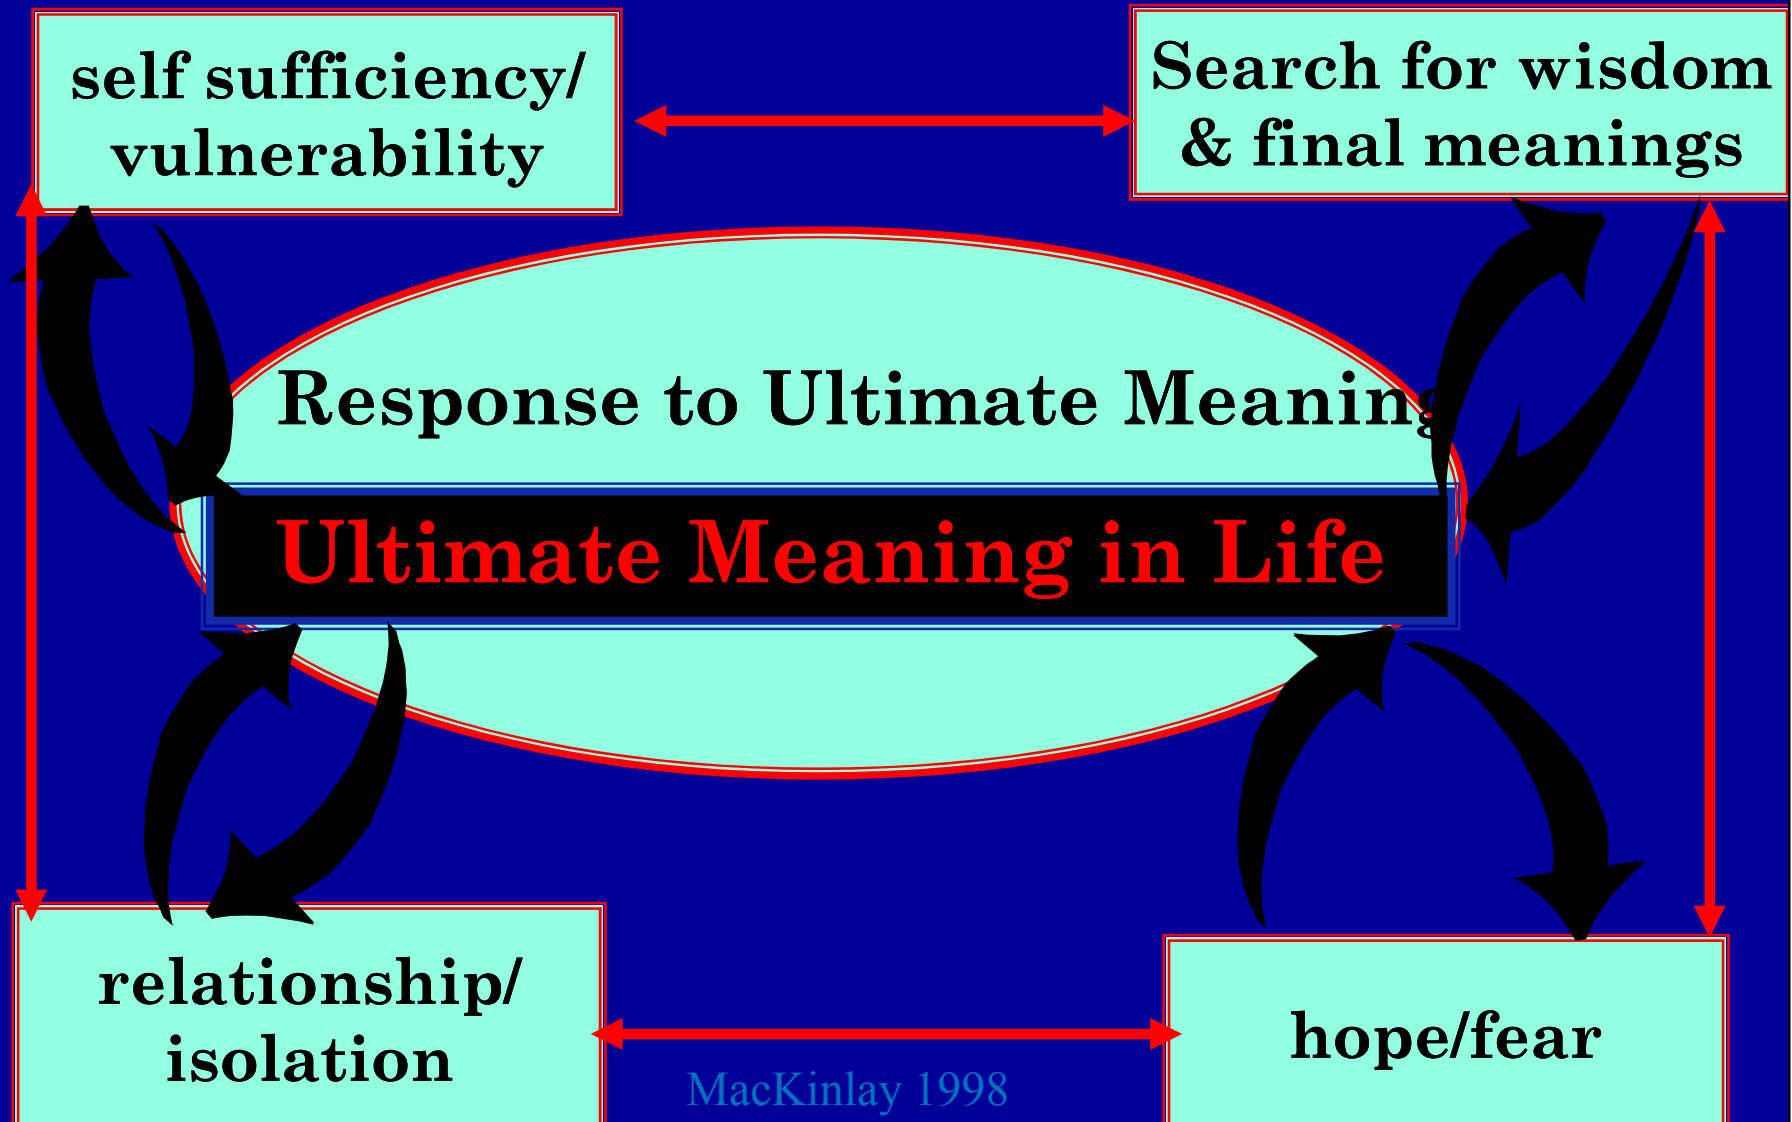 self sufficiency/
vulnerability
Search for wisdom
& final meanings
Response to Ultimate Meaning
Ultimate Meaning in Life
relationship/
isolation
hope/fear
MacKinlay 1998